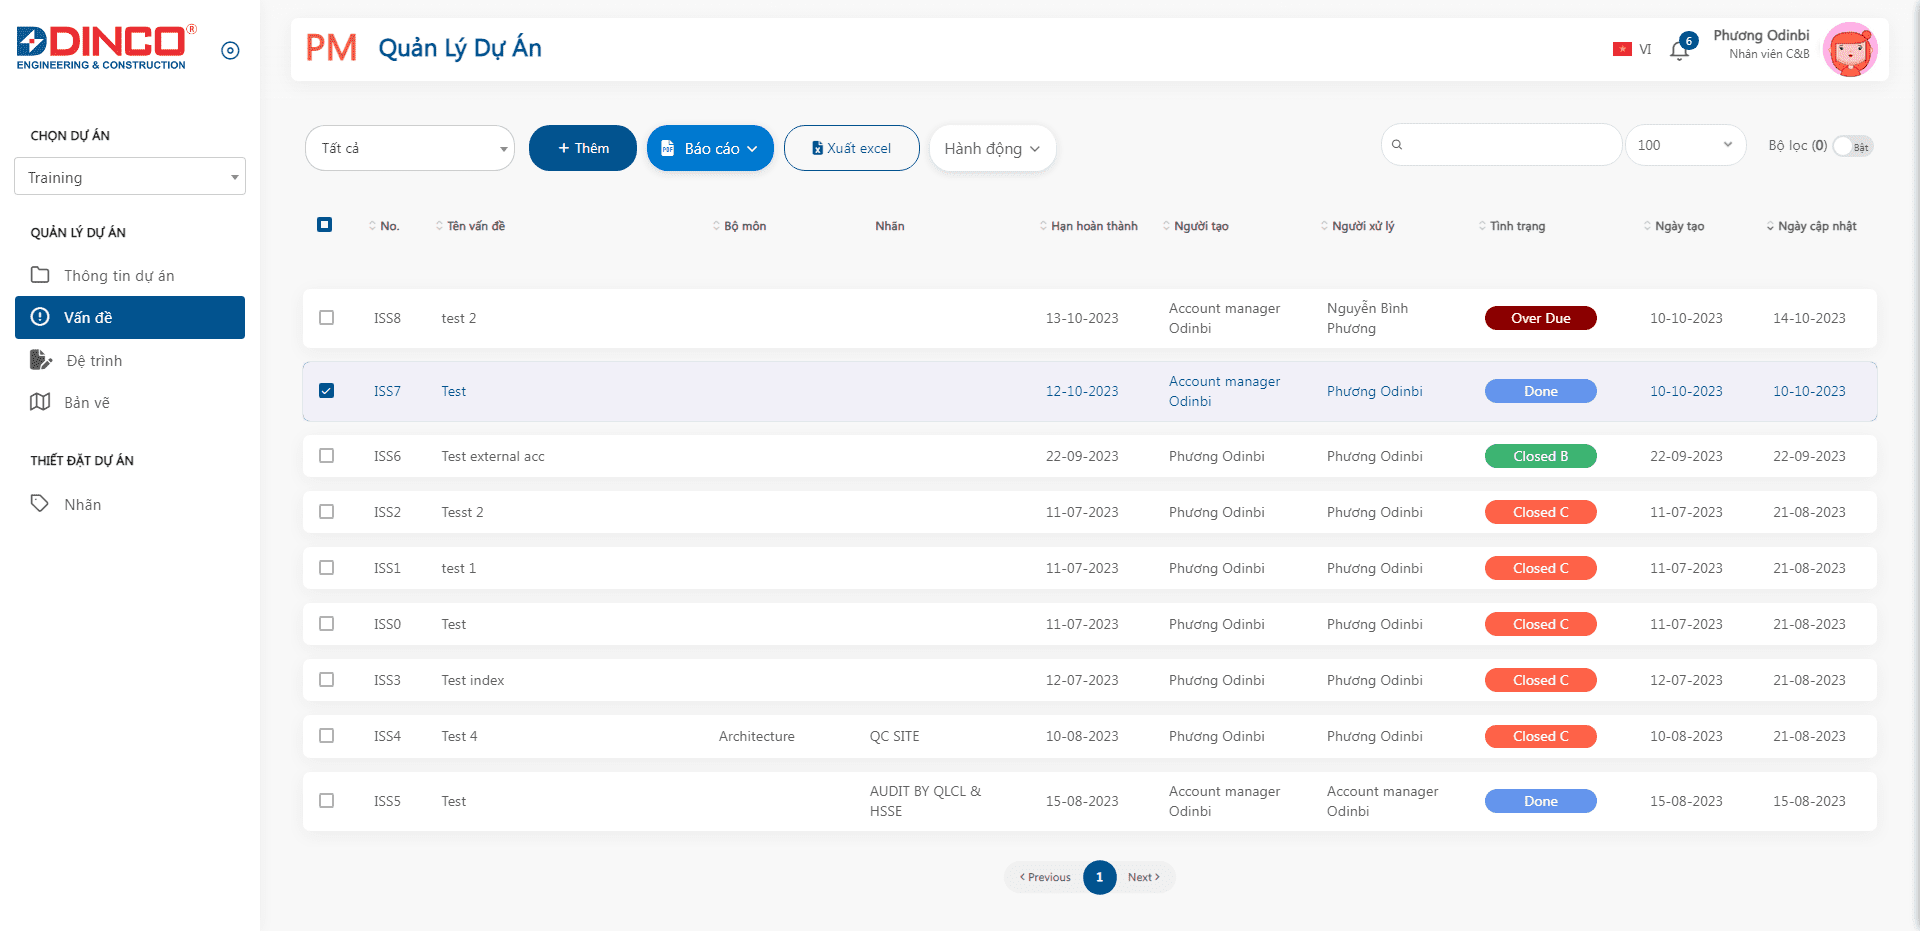 DINCO®
ENGINEERING & CONSTRUCTION
CHỌN DỰ ÁN
Training
QUẢN LÝ DỰ ÁN
Thông tin dự án
Vấn đề
Đệ trình
Bản vẽ
THIẾT ĐẶT DỰ ÁN
Nhãn
PM Quản Lý Dự Án
VI
6
Phương Odinbi
Nhân viên C&B
Tất cả
+ Thêm
PDF Báo cáo
Xuất excel
Hành động
100
Bộ lọc (0)
Bật
No. Tên vấn đề Bộ môn Nhãn Hạn hoàn thành Người tạo Người xử lý Tình trạng Ngày tạo Ngày cập nhật
ISS8 test 2 13-10-2023 Account manager Odinbi Nguyễn Bình Phương Over Due 10-10-2023 14-10-2023
ISS7 Test 12-10-2023 Account manager Odinbi Phương Odinbi Done 10-10-2023 10-10-2023
ISS6 Test external acc 22-09-2023 Phương Odinbi Phương Odinbi Closed B 22-09-2023 22-09-2023
ISS2 Tesst 2 11-07-2023 Phương Odinbi Phương Odinbi Closed C 11-07-2023 21-08-2023
ISS1 test 1 11-07-2023 Phương Odinbi Phương Odinbi Closed C 11-07-2023 21-08-2023
ISS0 Test 11-07-2023 Phương Odinbi Phương Odinbi Closed C 11-07-2023 21-08-2023
ISS3 Test index 12-07-2023 Phương Odinbi Phương Odinbi Closed C 12-07-2023 21-08-2023
ISS4 Test 4 Architecture QC SITE 10-08-2023 Phương Odinbi Phương Odinbi Closed C 10-08-2023 21-08-2023
ISS5 Test AUDIT BY QLCL & HSSE 15-08-2023 Account manager Odinbi Account manager Odinbi Done 15-08-2023 15-08-2023
Previous 1 Next